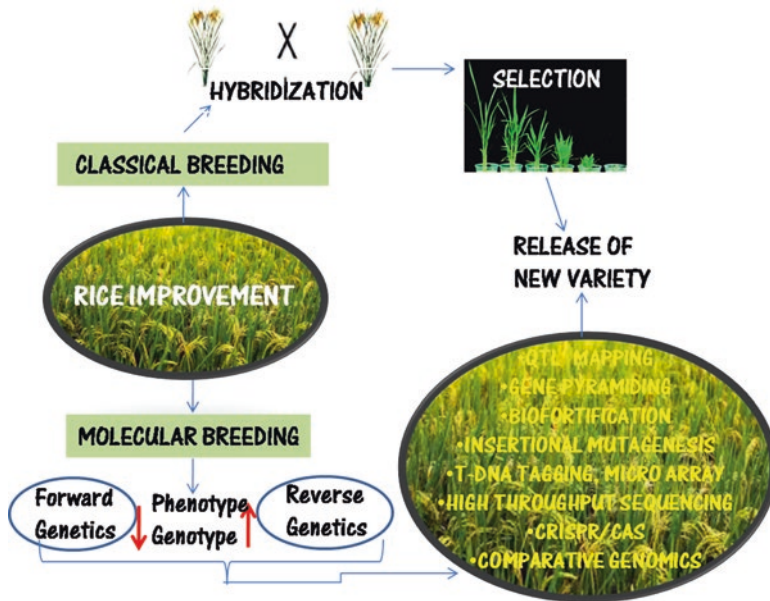 X
HYBRIDIZATION
SELECTION
CLASSICAL BREEDING
RELEASE OF
NEW VARIETY
RICE IMPROVEMENT
MOLECULAR BREEDING
Forward
Genetics
Phenotype
Genotype
Reverse
Genetics
•QTL MAPPING
•GENE PYRAMIDING
•BIOFORTIFICATION
•INSERTIONAL MUTAGENESIS
•T-DNA TAGGING, MICRO ARRAY
•HIGH THROUGHPUT SEQUENCING
•CRISPR/CAS
•COMPARATIVE GENOMICS